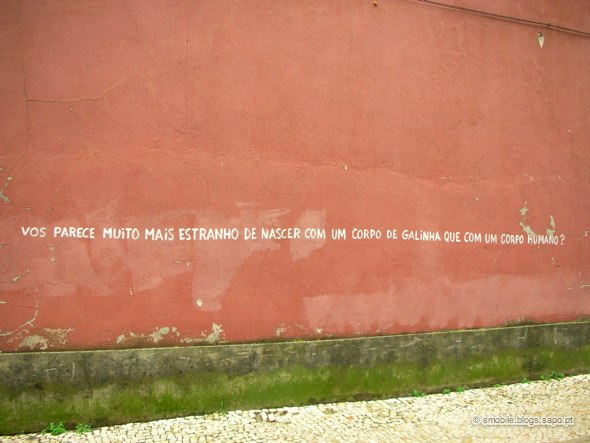 VOS PARECE MUITO MAIS ESTRANHO DE NASCER COM UM CORPO DE GALINHA QUE COM UM CORPO HUMANO?
© smobile.blogs.sapo.pt